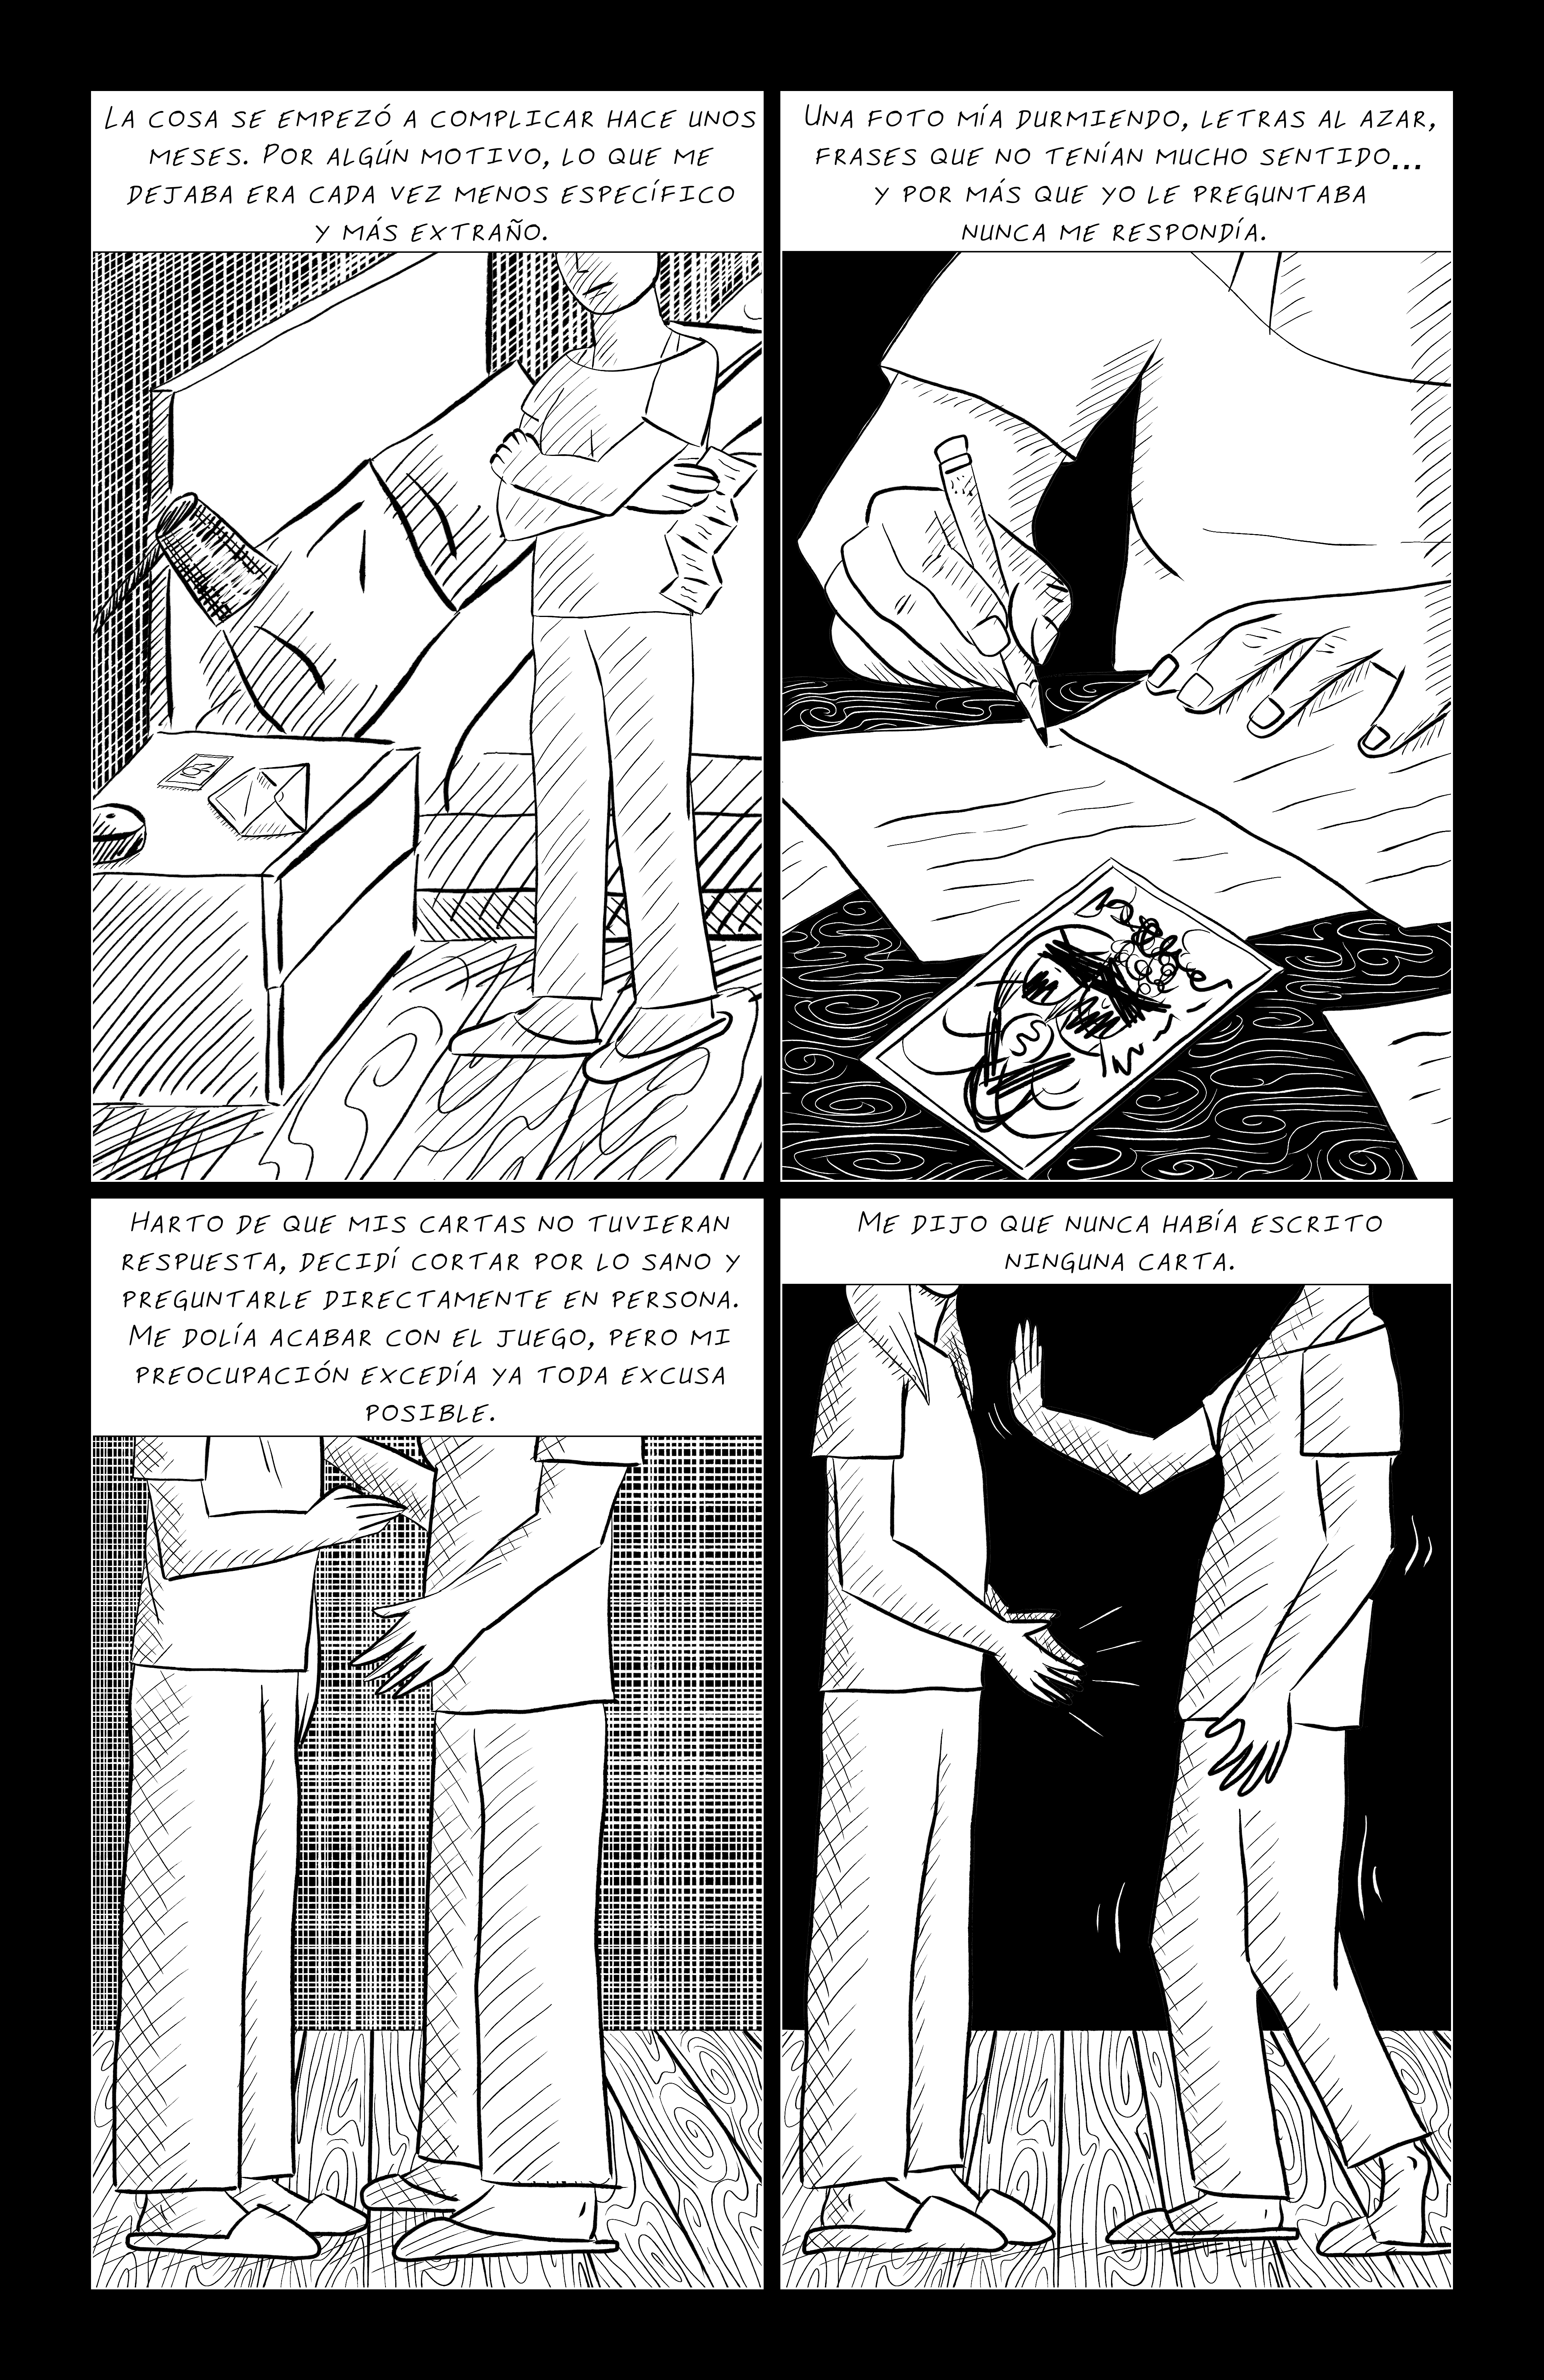 LA COSA SE EMPEZÓ A COMPLICAR HACE UNOS
MESES. POR ALGÚN MOTIVO, LO QUE ME
DEJABA ERA CADA VEZ MENOS ESPECÍFICO
Y MÁS EXTRAÑO.
UNA FOTO MÍA DURMIENDO, LETRAS AL AZAR,
FRASES QUE NO TENÍAN MUCHO SENTIDO...
Y POR MÁS QUE YO LE PREGUNTABA
NUNCA ME RESPONDÍA.
HARTO DE QUE MIS CARTAS NO TUVIERAN
RESPUESTA, DECIDÍ CORTAR POR LO SANO Y
PREGUNTARLE DIRECTAMENTE EN PERSONA.
ME DOLÍA ACABAR CON EL JUEGO, PERO MI
PREOCUPACIÓN EXCEDÍA YA TODA EXCUSA
POSIBLE.
ME DIJO QUE NUNCA HABÍA ESCRITO
NINGUNA CARTA.